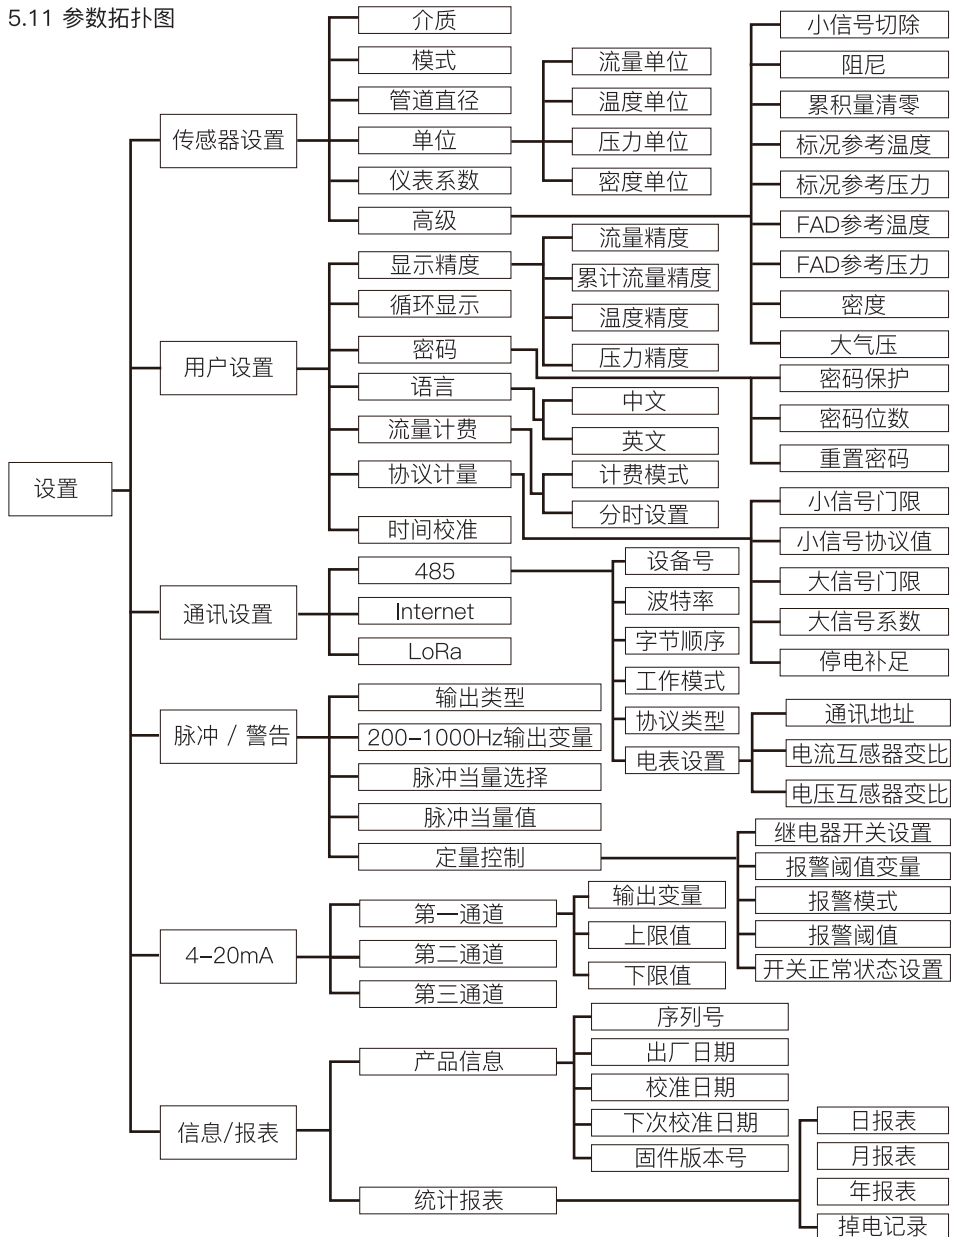 5.11 参数拓扑图
设置
传感器设置
介质
模式
管道直径
单位
流量单位
温度单位
压力单位
密度单位
仪表系数
高级
小信号切除
阻尼
累积量清零
标况参考温度
标况参考压力
FAD参考温度
FAD参考压力
密度
大气压
用户设置
显示精度
流量精度
累计流量精度
温度精度
压力精度
循环显示
密码
密码保护
密码位数
重置密码
语言
中文
英文
流量计费
计费模式
分时设置
协议计量
小信号门限
小信号协议值
大信号门限
大信号系数
停电补足
时间校准
通讯设置
485
设备号
波特率
字节顺序
工作模式
协议类型
电表设置
通讯地址
电流互感器变比
电压互感器变比
Internet
LoRa
脉冲 / 警告
输出类型
200-1000Hz输出变量
脉冲当量选择
脉冲当量值
定量控制
继电器开关设置
报警阈值变量
报警模式
报警阈值
开关正常状态设置
4-20mA
第一通道
输出变量
上限值
下限值
第二通道
第三通道
信息/报表
产品信息
序列号
出厂日期
校准日期
下次校准日期
固件版本号
统计报表
日报表
月报表
年报表
掉电记录